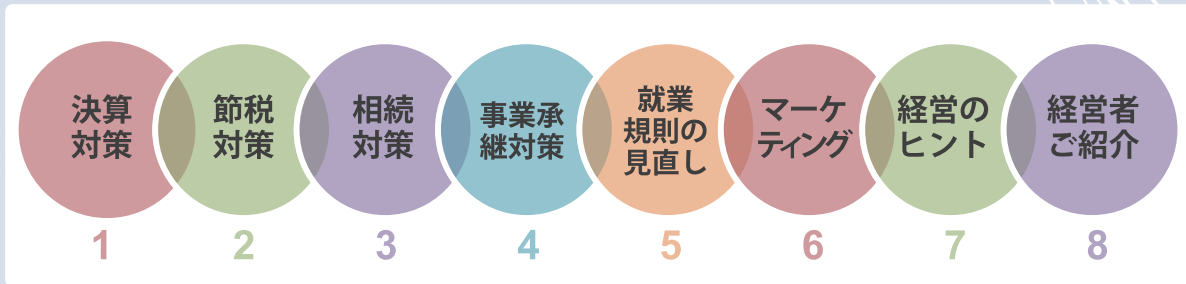 決算
対策
節税
対策
相続
対策
事業承
継対策
就業
規則の
見直し
マーケ
ティング
経営の
ヒント
経営者
ご紹介
1
2
3
4
5
6
7
8